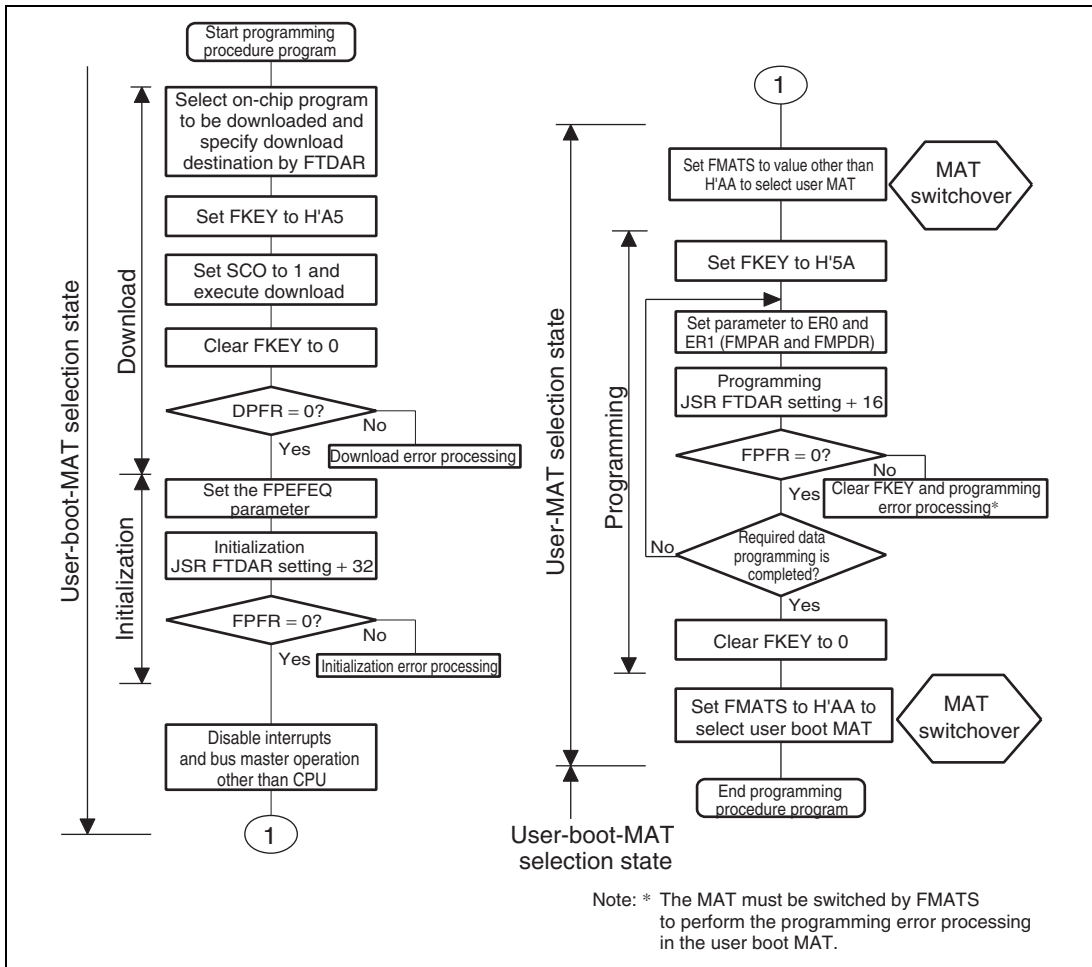 Start programming
procedure program
Select on-chip program
to be downloaded and
specify download
destination by FTDAR
Set FKEY to H'A5
Set SCO to 1 and
execute download
Clear FKEY to 0
DPFR = 0?
No
Yes
Download error processing
Set the FPEFEQ
parameter
Initialization
JSR FTDAR setting + 32
FPFR = 0?
No
Yes
Initialization error processing
Disable interrupts
and bus master operation
other than CPU
1
User-boot-MAT selection state
Download
Initialization
1
Set FMATS to value other than
H'AA to select user MAT
MAT
switchover
Set FKEY to H'5A
Set parameter to ER0 and
ER1 (FMPAR and FMPDR)
Programming
JSR FTDAR setting + 16
FPFR = 0?
No
Yes
Clear FKEY and programming
error processing*
Required data
programming is
completed?
No
Yes
Clear FKEY to 0
Set FMATS to H'AA to
select user boot MAT
MAT
switchover
End programming
procedure program
User-MAT selection state
Programming
User-boot-MAT
selection state
Note: * The MAT must be switched by FMATS
to perform the programming error processing
in the user boot MAT.